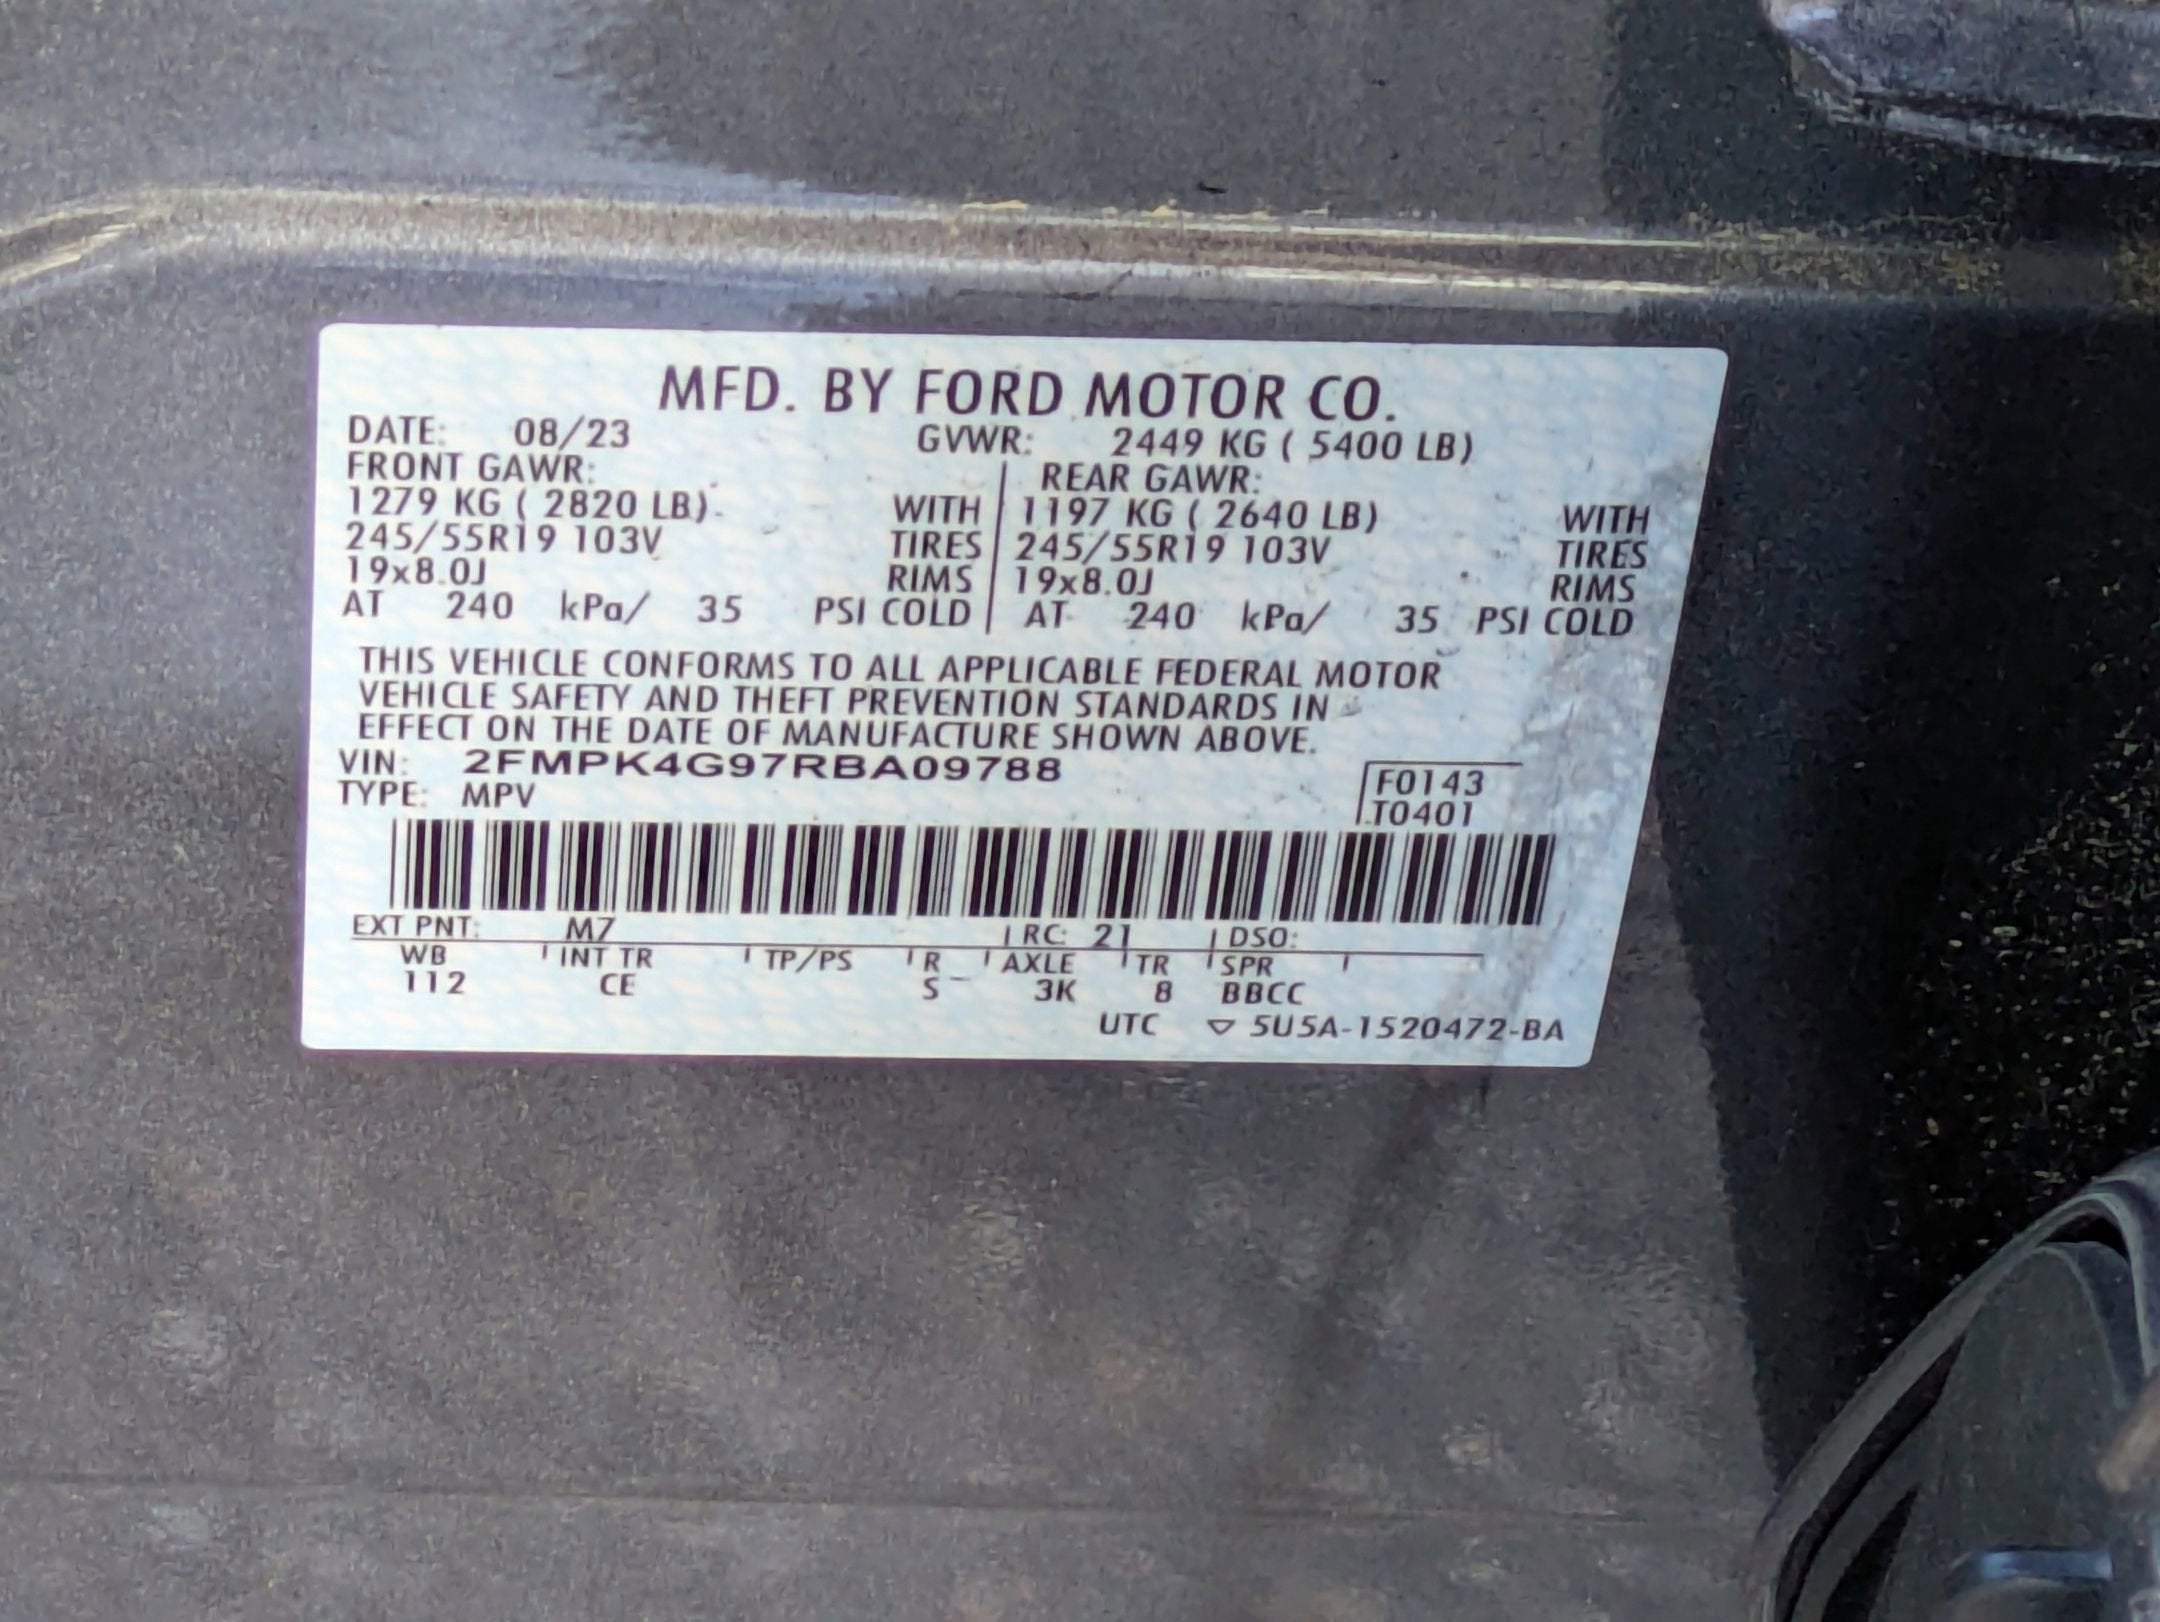 MFD. BY FORD MOTOR CO.
DATE: 08/23 GVWR: 2449 KG ( 5400 LB)
FRONT GAWR: REAR GAWR:
1279 KG ( 2820 LB) WITH 1197 KG ( 2640 LB) WITH
245/55R19 103V TIRES 245/55R19 103V TIRES
19x8.0J RIMS 19x8.0J RIMS
AT 240 kPa/ 35 PSI COLD AT 240 kPa/ 35 PSI COLD
THIS VEHICLE CONFORMS TO ALL APPLICABLE FEDERAL MOTOR
VEHICLE SAFETY AND THEFT PREVENTION STANDARDS IN
EFFECT ON THE DATE OF MANUFACTURE SHOWN ABOVE.
VIN: 2FMPK4G97RBA09788
TYPE: MPV
F0143
T0401
EXT PNT: M7 RC: 21 DSO:
WB INT TR TP/PS R AXLE TR SPR
112 CE S 3K 8 BBCC
UTC ▽ 5U5A-1520472-BA